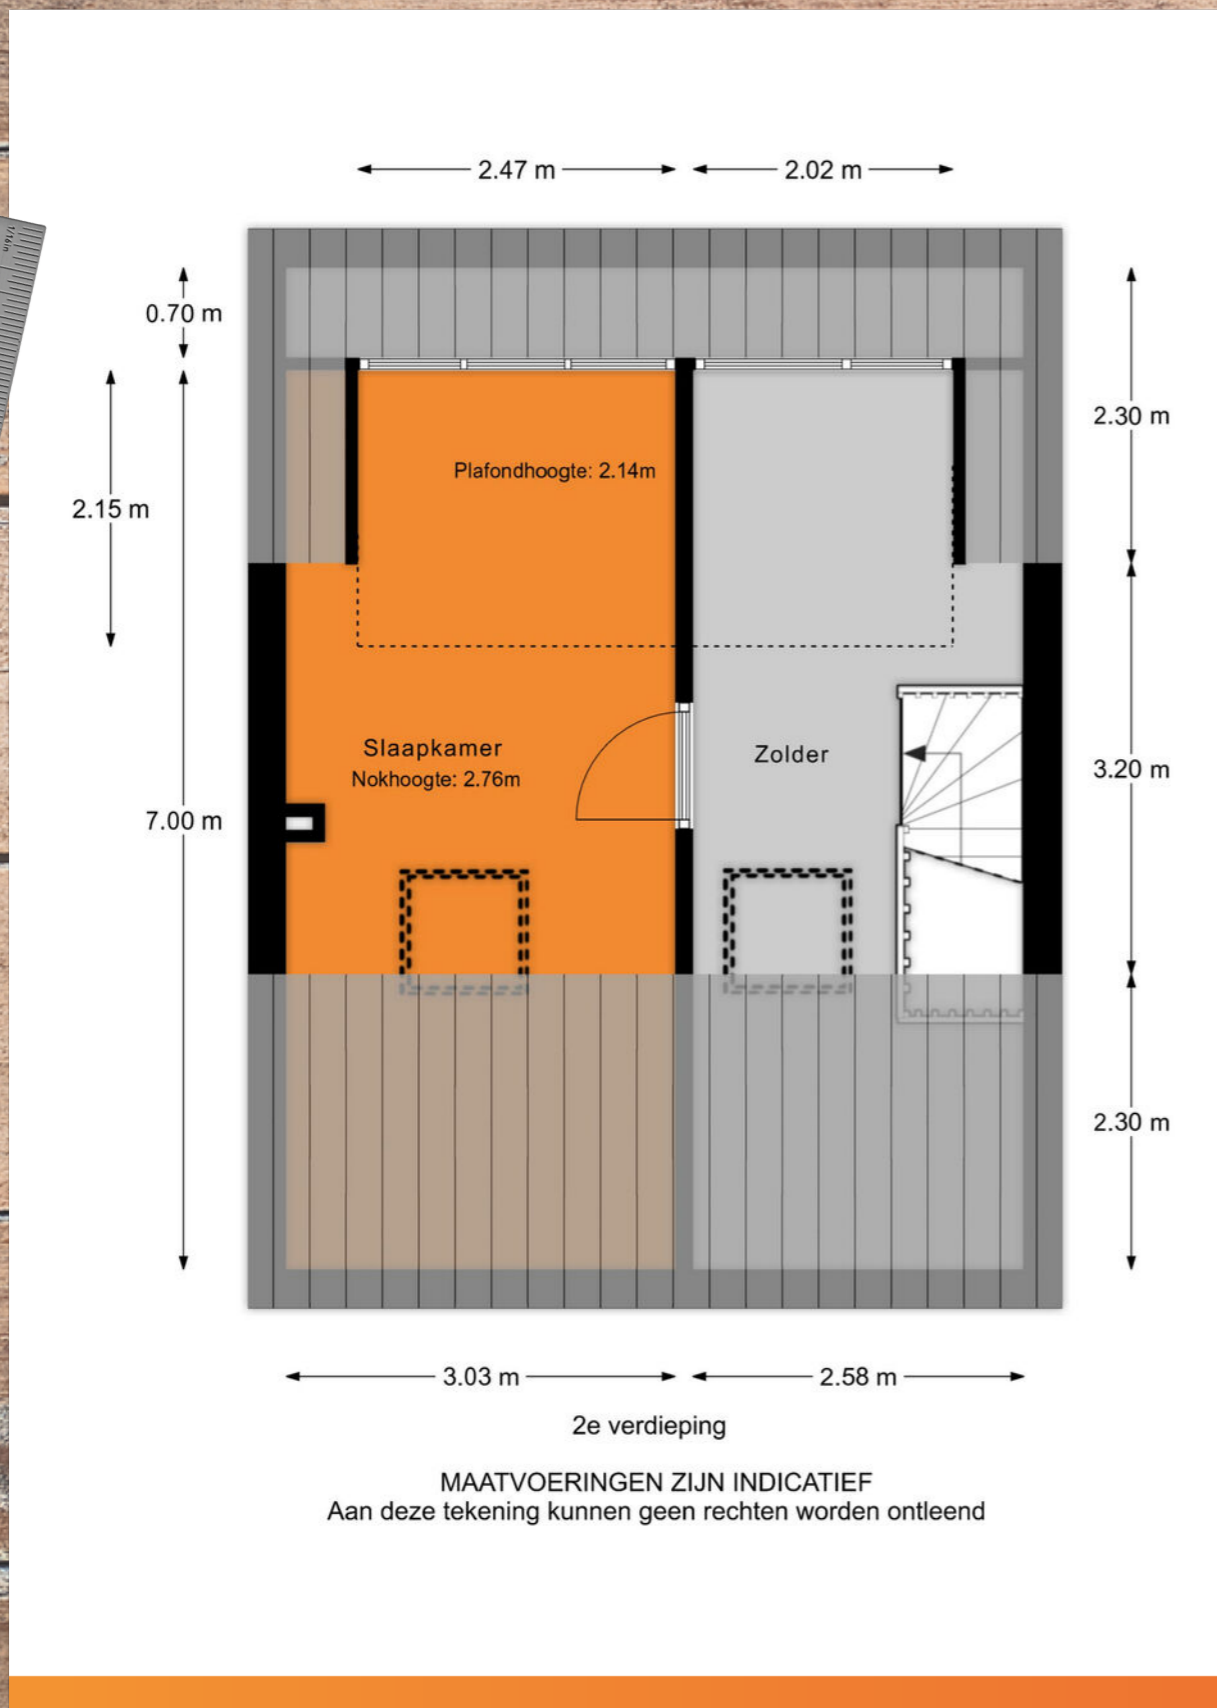 2.47 m
2.02 m
1/16in
0.70 m
2.30 m
Plafondhoogte: 2.14m
2.15 m
Slaapkamer
Nokhoogte: 2.76m
Zolder
3.20 m
7.00 m
2.30 m
3.03 m
2.58 m
2e verdieping
MAATVOERINGEN ZIJN INDICATIEF
Aan deze tekening kunnen geen rechten worden ontleend